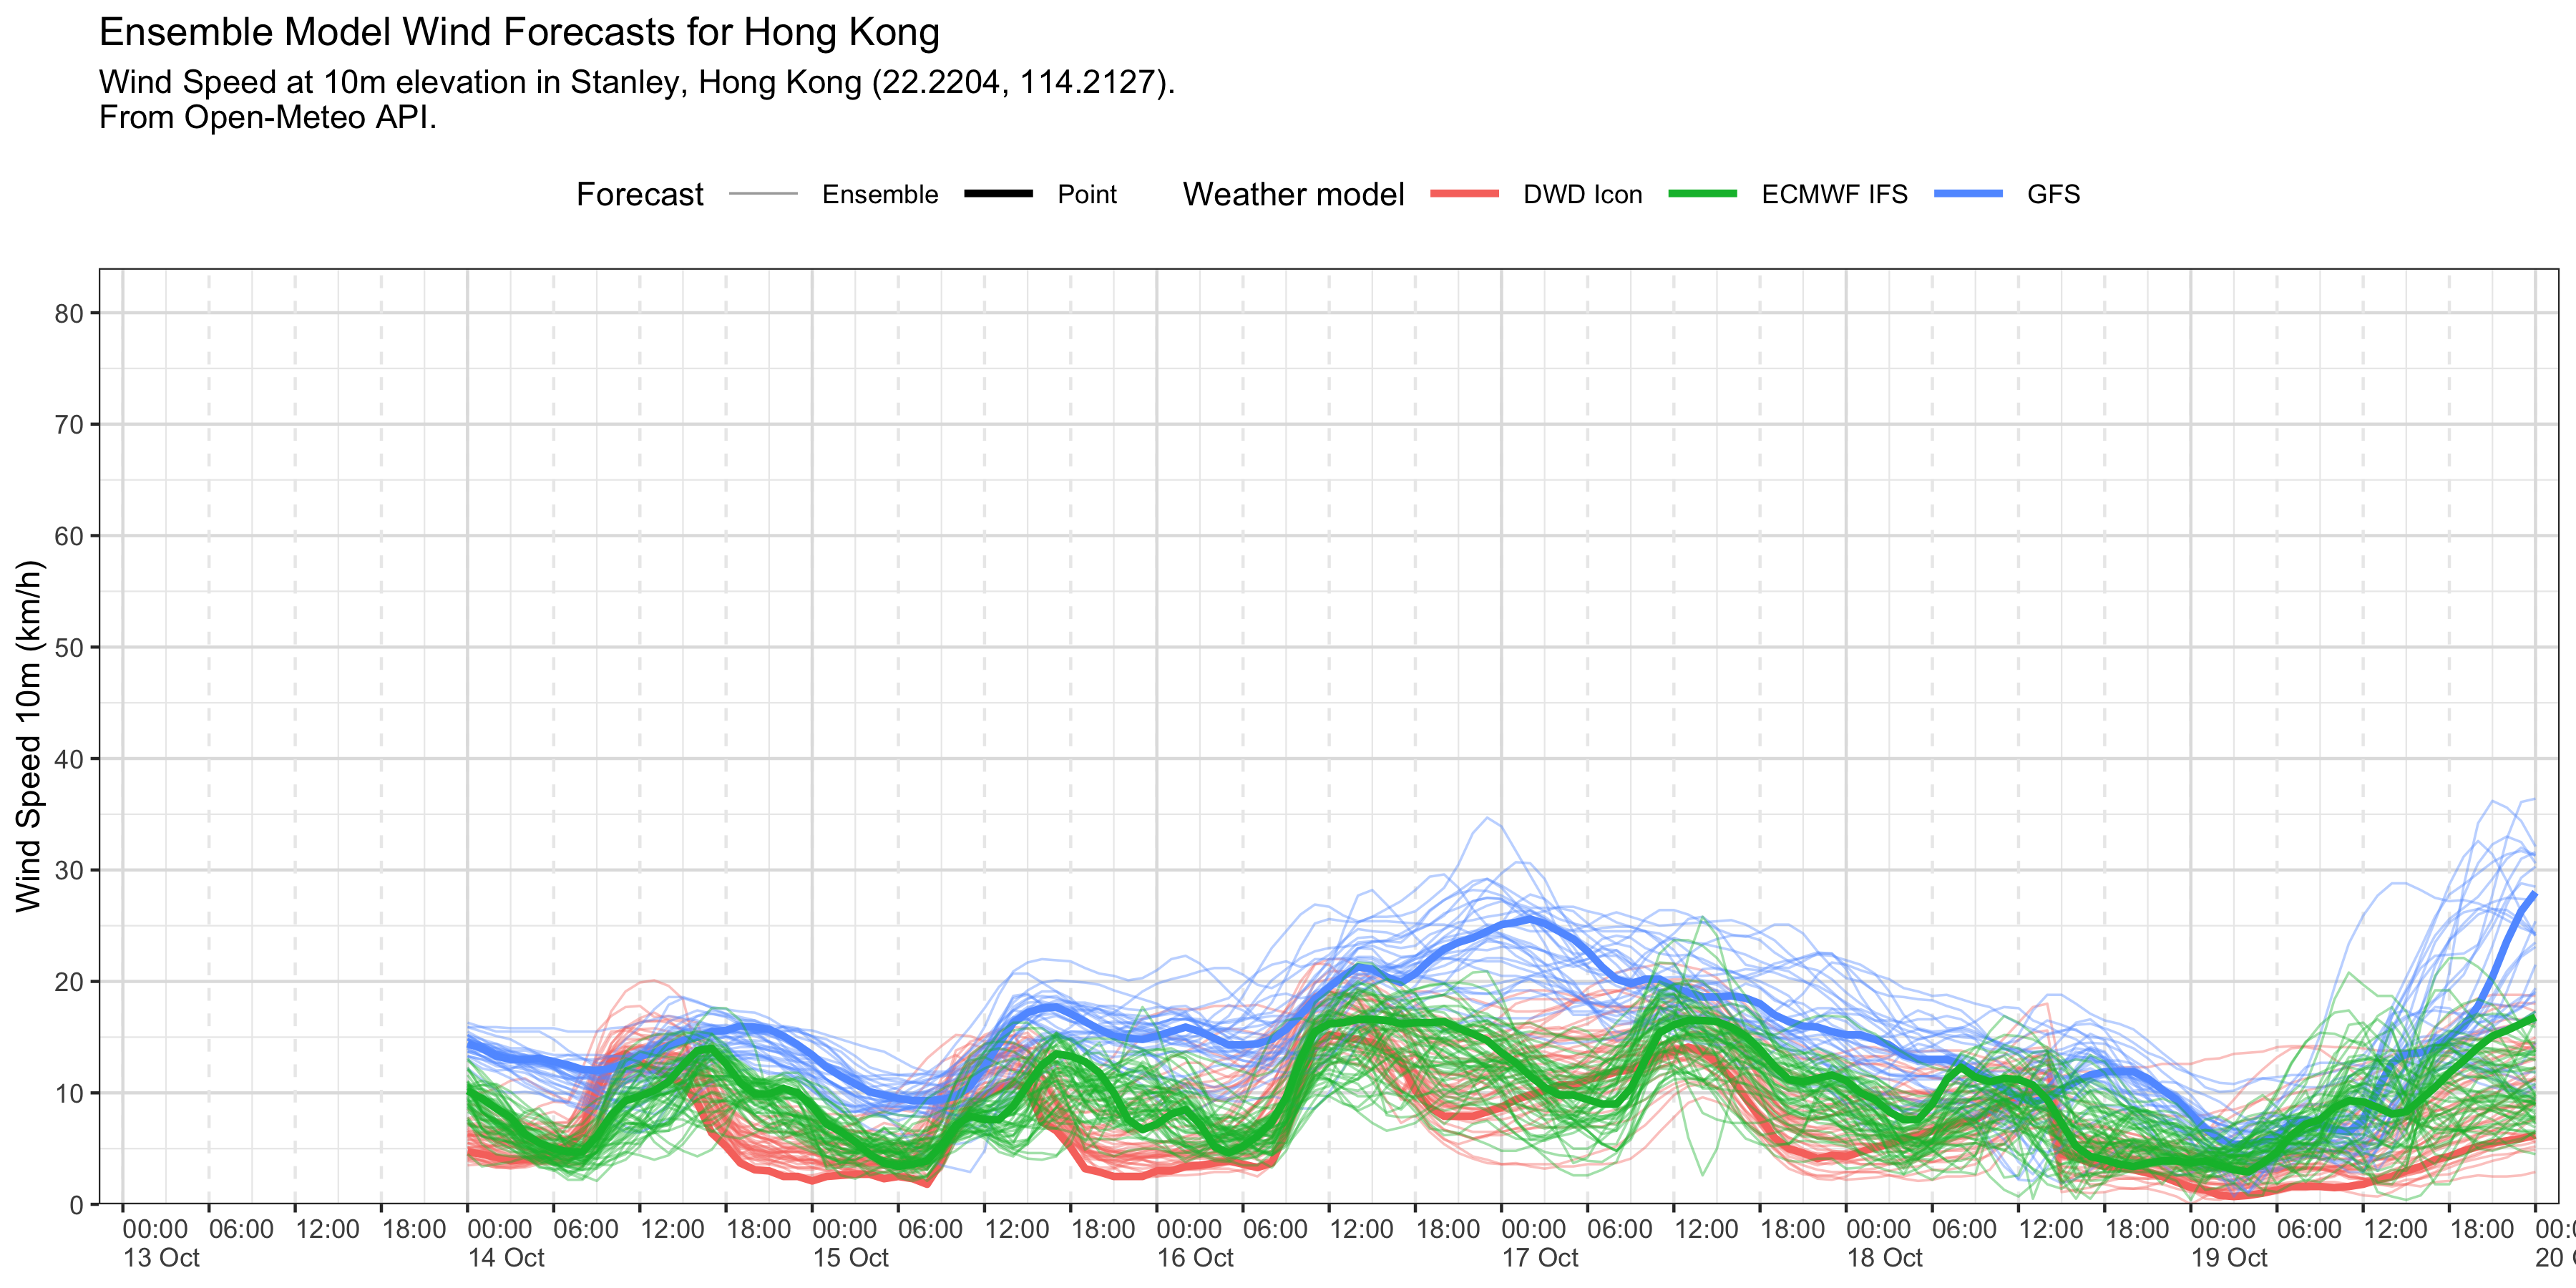 Ensemble Model Wind Forecasts for Hong Kong
Wind Speed at 10m elevation in Stanley, Hong Kong (22.2204, 114.2127).
From Open-Meteo API.
Forecast Ensemble Point Weather model DWD Icon ECMWF IFS GFS
Wind Speed 10m (km/h)
80
70
60
50
40
30
20
10
0
00:00 06:00 12:00 18:00 00:00 06:00 12:00 18:00 00:00 06:00 12:00 18:00 00:00 06:00 12:00 18:00 00:00 06:00 12:00 18:00 00:00 06:00 12:00 18:00 00:00 06:00 12:00 18:00
13 Oct 14 Oct 15 Oct 16 Oct 17 Oct 18 Oct 19 Oct 20